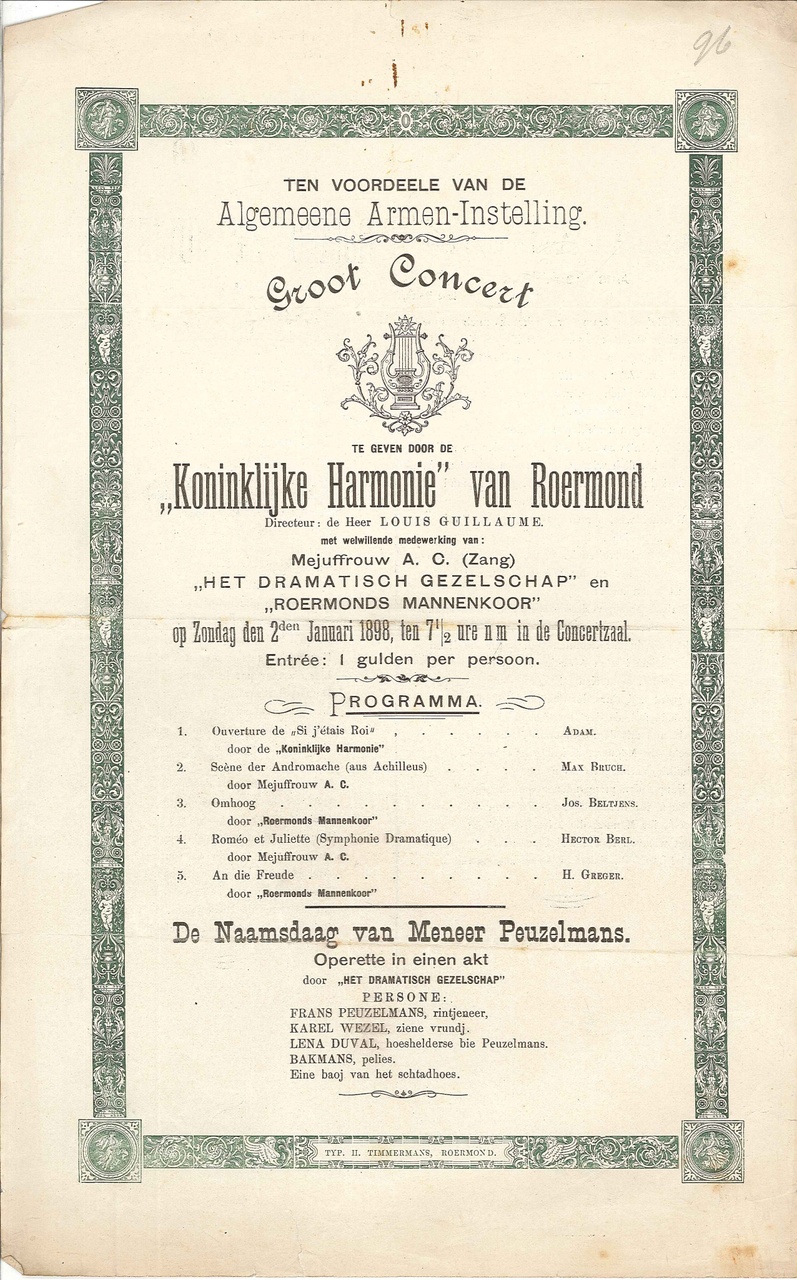 96
TEN VOORDEELE VAN DE
Algemeene Armen-Instelling.
Groot Concert
TE GEVEN DOOR DE
„Koninklijke Harmonie” van Roermond
Directeur: de Heer LOUIS GUILLAUME.
met welwillende medewerking van:
Mejuffrouw A. C. (Zang)
„HET DRAMATISCH GEZELSCHAP” en
„ROERMONDS MANNENKOOR”
op Zondag den 2den Januari 1898, ten 7 1/2 ure n m in de Concertzaal.
Entrée: 1 gulden per persoon.
PROGRAMMA.
1. Ouverture de „Si j'étais Roi” , . . . . . ADAM.
door de „Koninklijke Harmonie”
2. Scène der Andromache (aus Achilleus) . . . . MAX BRUCH.
door Mejuffrouw A. C.
3. Omhoog . . . . . . . . . . JOS. BELTJENS.
door „Roermonds Mannenkoor”
4. Roméo et Juliette (Symphonie Dramatique) . . . HECTOR BERL.
door Mejuffrouw A. C.
5. An die Freude . . . . . . . . . H. GREGER.
door „Roermonds Mannenkoor”
De Naamsdaag van Meneer Peuzelmans.
Operette in einen akt
door „HET DRAMATISCH GEZELSCHAP”
PERSONE:
FRANS PEUZELMANS, rintjeneer,
KAREL WEZEL, ziene vrundj.
LENA DUVAL, hoeshelderse bie Peuzelmans.
BAKMANS, pelies.
Eine baoj van het schtadhoes.
TYP. H. TIMMERMANS, ROERMOND.